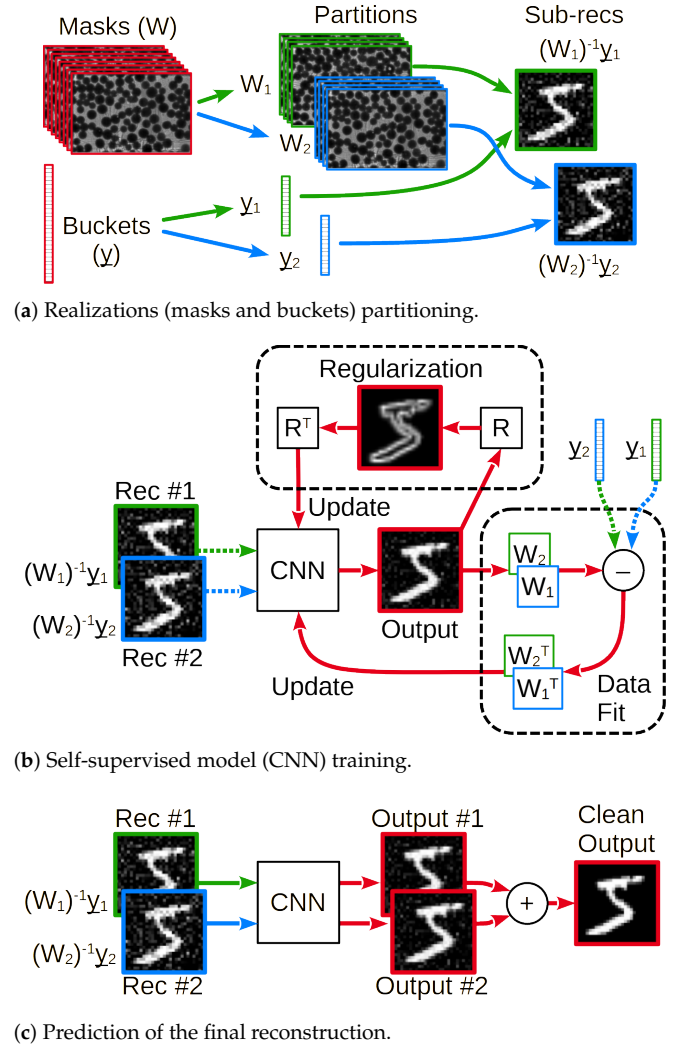 Masks (W)
Partitions
Sub-recs
(W₁)⁻¹y₁
W₁
W₂
y₁
Buckets
(y)
y₂
(W₂)⁻¹y₂
(a) Realizations (masks and buckets) partitioning.
Regularization
Rᵀ
R
y₂
y₁
Update
Rec #1
(W₁)⁻¹y₁
CNN
W₂
W₁
−
(W₂)⁻¹y₂
Rec #2
Output
Update
W₂ᵀ
W₁ᵀ
Data
Fit
(b) Self-supervised model (CNN) training.
Rec #1
Output #1
Clean
Output
(W₁)⁻¹y₁
CNN
+
(W₂)⁻¹y₂
Rec #2
Output #2
(c) Prediction of the final reconstruction.